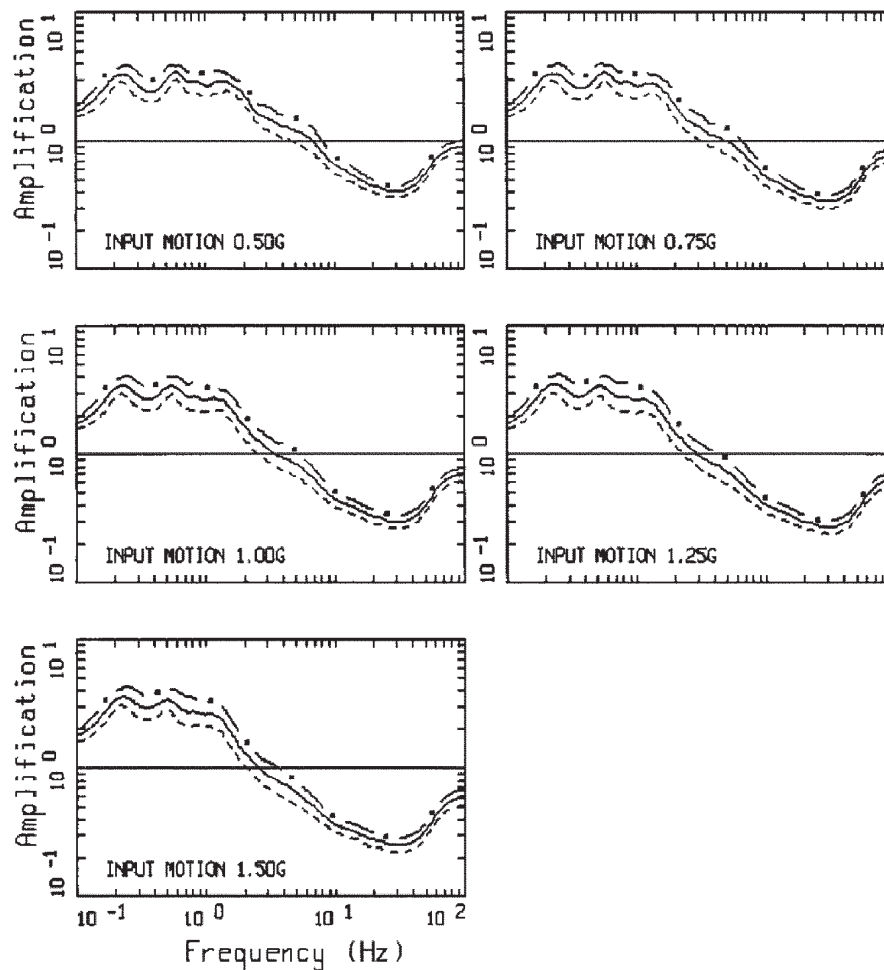 Amplification
10 1
10 0
10 -1
INPUT MOTION 0.50G
10 1
10 0
10 -1
INPUT MOTION 0.75G
Amplification
10 1
10 0
10 -1
INPUT MOTION 1.00G
10 1
10 0
10 -1
INPUT MOTION 1.25G
Amplification
10 1
10 0
10 -1
INPUT MOTION 1.50G
10 -1
10 0
10 1
10 2
Frequency (Hz)